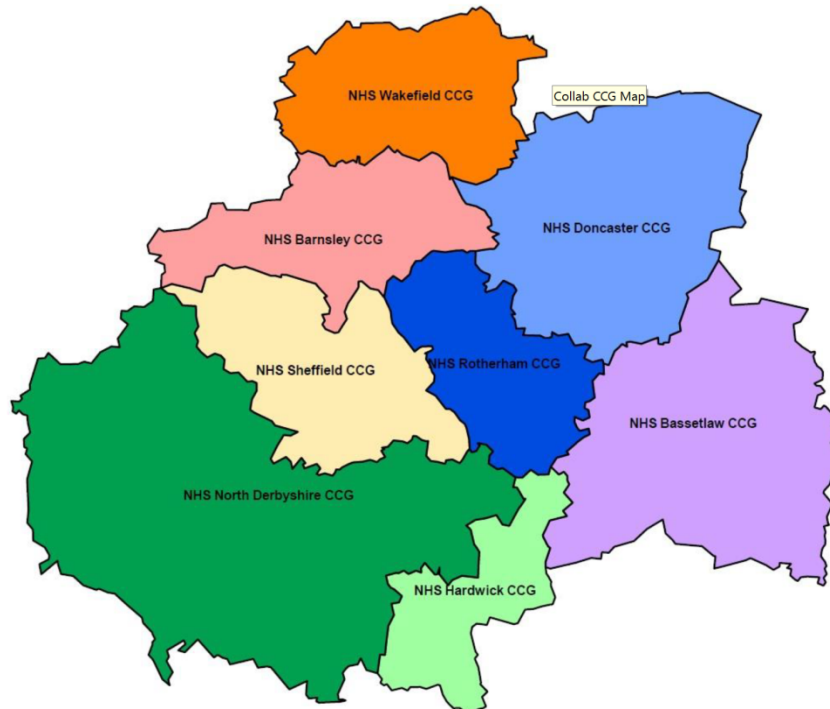 NHS Wakefield CCG
Collab CCG Map
NHS Doncaster CCG
NHS Barnsley CCG
NHS Sheffield CCG
NHS Rotherham CCG
NHS Bassetlaw CCG
NHS North Derbyshire CCG
NHS Hardwick CCG